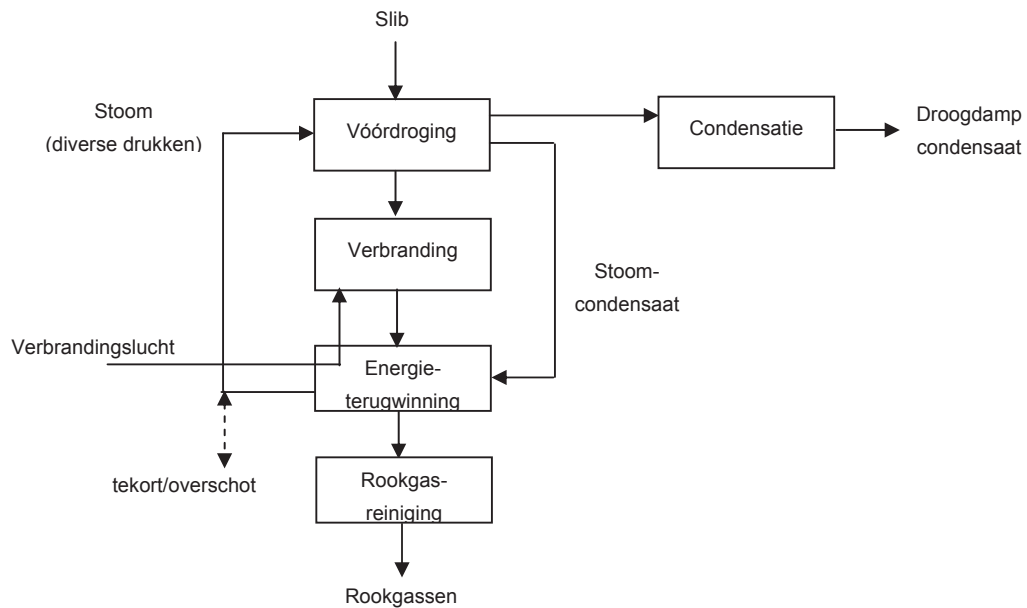 Slib
Stoom
(diverse drukken)
Vóórdroging
Condensatie
Droogdamp
condensaat
Verbranding
Stoom-
condensaat
Verbrandingslucht
Energie-
terugwinning
tekort/overschot
Rookgas-
reiniging
Rookgassen